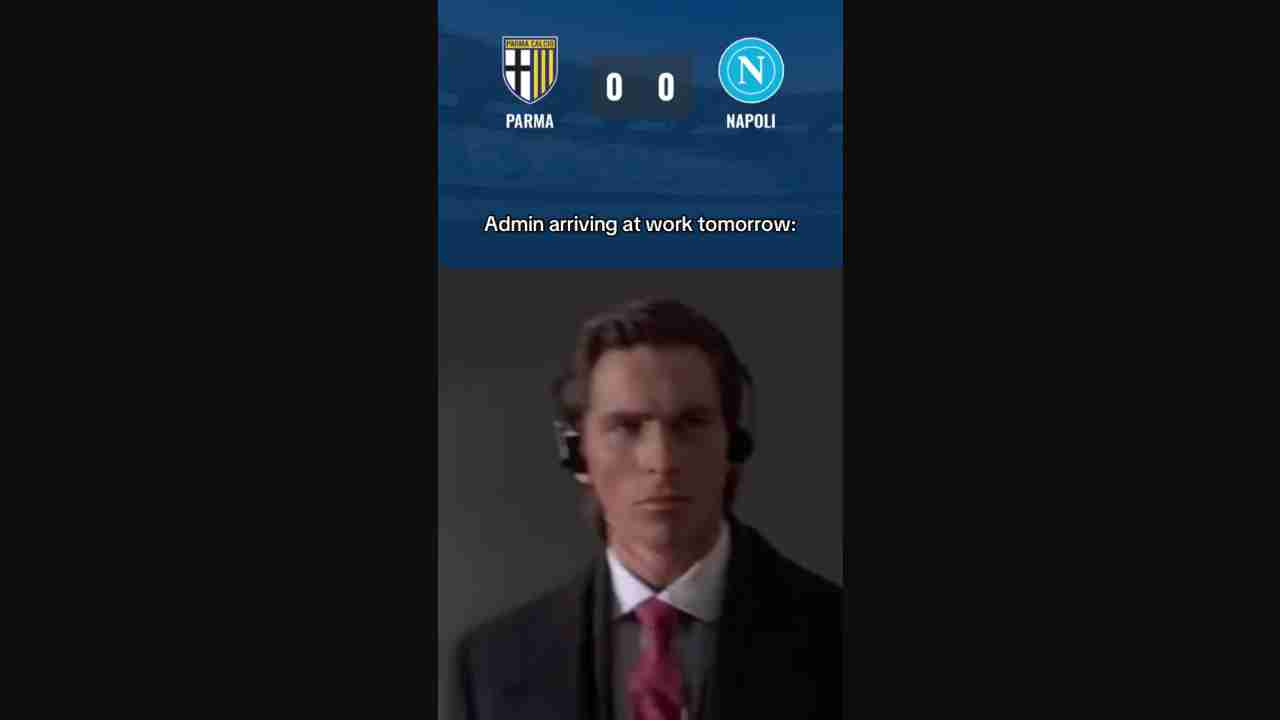 PARMA CALCIO
0 0
N
PARMA
NAPOLI
Admin arriving at work tomorrow: